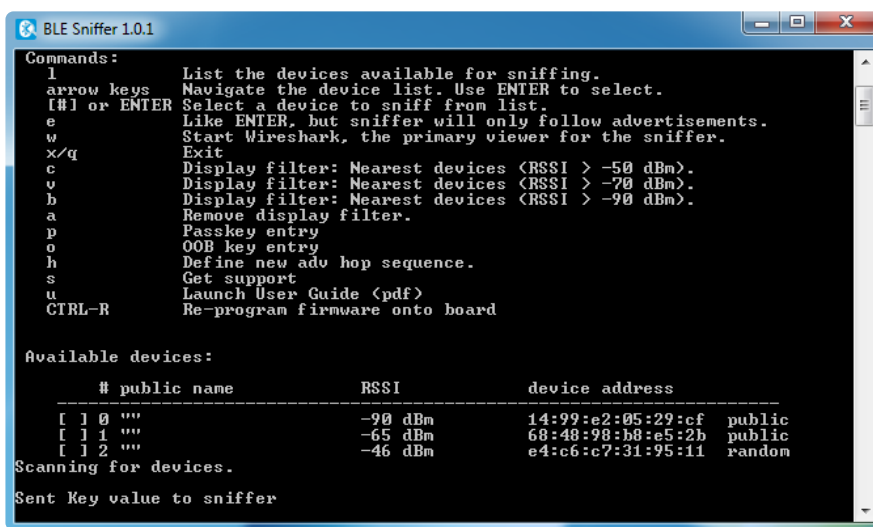 BLE Sniffer 1.0.1
Commands:
l List the devices available for sniffing.
arrow keys Navigate the device list. Use ENTER to select.
[#] or ENTER Select a device to sniff from list.
e Like ENTER, but sniffer will only follow advertisements.
w Start Wireshark, the primary viewer for the sniffer.
x/q Exit
c Display filter: Nearest devices (RSSI > -50 dBm).
v Display filter: Nearest devices (RSSI > -70 dBm).
b Display filter: Nearest devices (RSSI > -90 dBm).
a Remove display filter.
p Passkey entry
o OOB key entry
h Define new adv hop sequence.
s Get support
u Launch User Guide (pdf)
CTRL-R Re-program firmware onto board
Available devices:
# public name RSSI device address
[ ] 0 "" -90 dBm 14:99:e2:05:29:cf public
[ ] 1 "" -65 dBm 68:48:98:b8:e5:2b public
[ ] 2 "" -46 dBm e4:c6:c7:31:95:11 random
Scanning for devices.
Sent Key value to sniffer